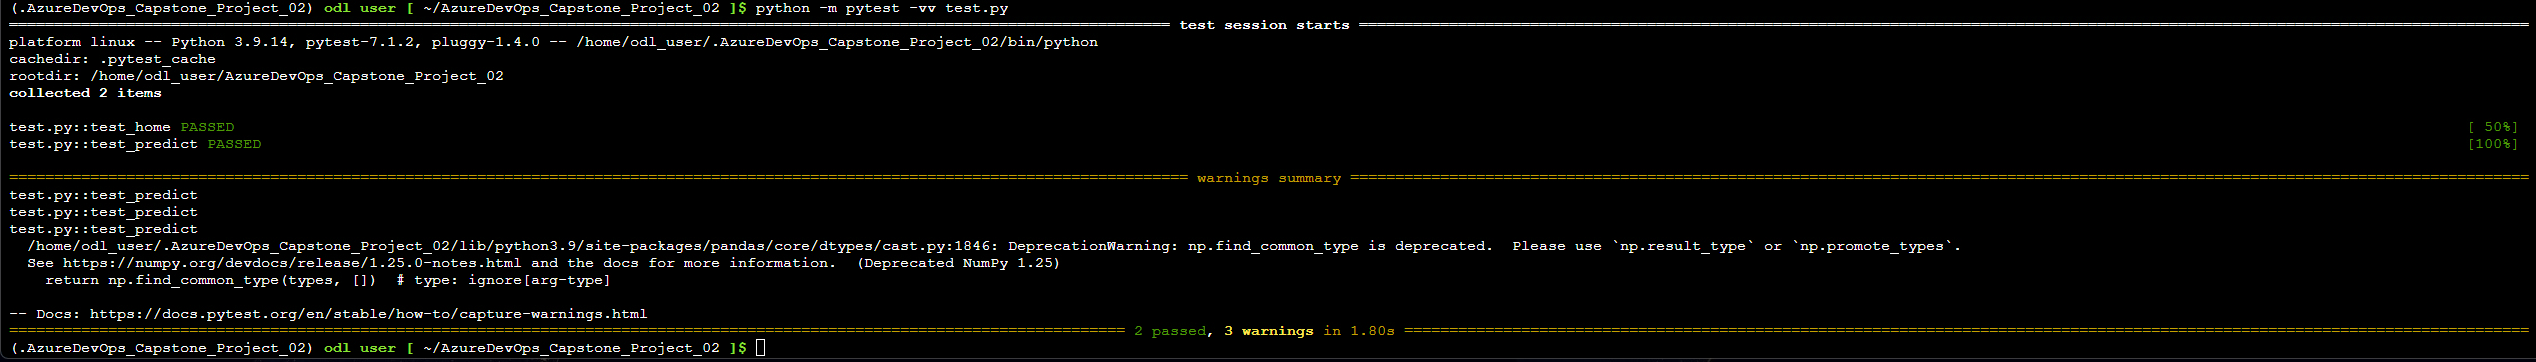 (.AzureDevOps_Capstone_Project_02) odl_user [ ~/AzureDevOps_Capstone_Project_02 ]$ python -m pytest -vv test.py
============================= test session starts =============================
platform linux -- Python 3.9.14, pytest-7.1.2, pluggy-1.4.0 -- /home/odl_user/.AzureDevOps_Capstone_Project_02/bin/python
cachedir: .pytest_cache
rootdir: /home/odl_user/AzureDevOps_Capstone_Project_02
collected 2 items
test.py::test_home PASSED [ 50%]
test.py::test_predict PASSED [100%]
============================= warnings summary =============================
test.py::test_predict
test.py::test_predict
test.py::test_predict
/home/odl_user/.AzureDevOps_Capstone_Project_02/lib/python3.9/site-packages/pandas/core/dtypes/cast.py:1846: DeprecationWarning: np.find_common_type is deprecated.  Please use `np.result_type` or `np.promote_types`.
See https://numpy.org/devdocs/release/1.25.0-notes.html and the docs for more information.  (Deprecated NumPy 1.25)
return np.find_common_type(types, [])  # type: ignore[arg-type]
-- Docs: https://docs.pytest.org/en/stable/how-to/capture-warnings.html
============================= 2 passed, 3 warnings in 1.80s =============================
(.AzureDevOps_Capstone_Project_02) odl_user [ ~/AzureDevOps_Capstone_Project_02 ]$